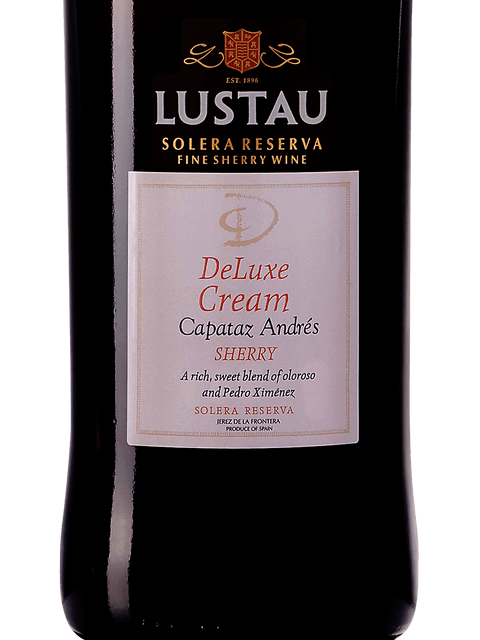 EST. 1896
LUSTAU
SOLERA RESERVA
FINE SHERRY WINE
DeLuxe
Cream
Capataz Andrés
SHERRY
A rich, sweet blend of oloroso
and Pedro Ximénez
SOLERA RESERVA
JEREZ DE LA FRONTERA
PRODUCE OF SPAIN